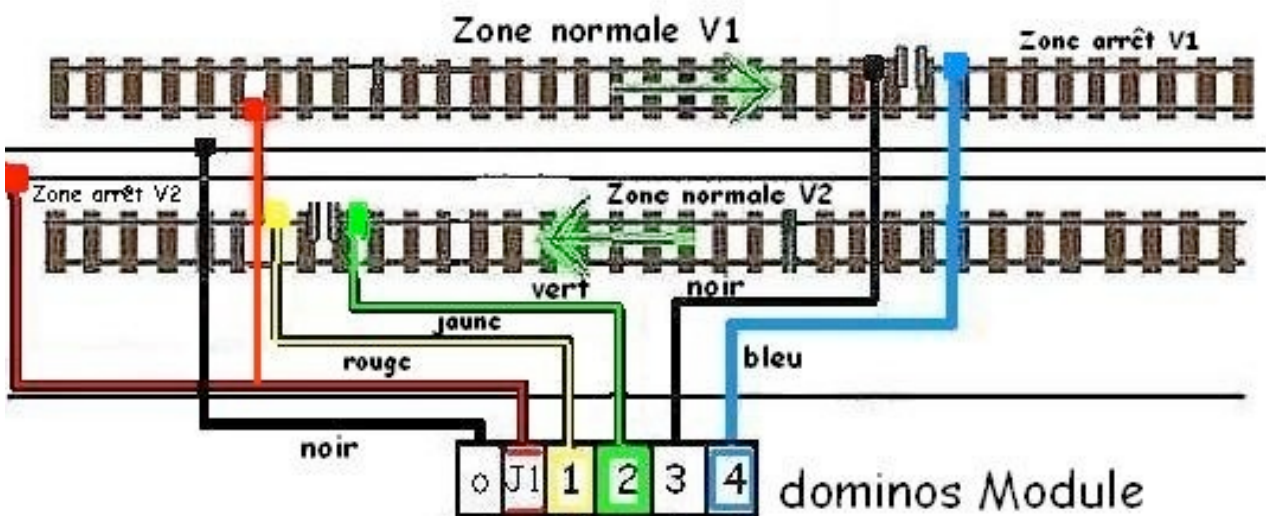 Zone normale V1
Zone arrêt V1
Zone arrêt V2
Zone normale V2
vert
noir
jaune
rouge
bleu
noir
o J1 1 2 3 4
dominos Module